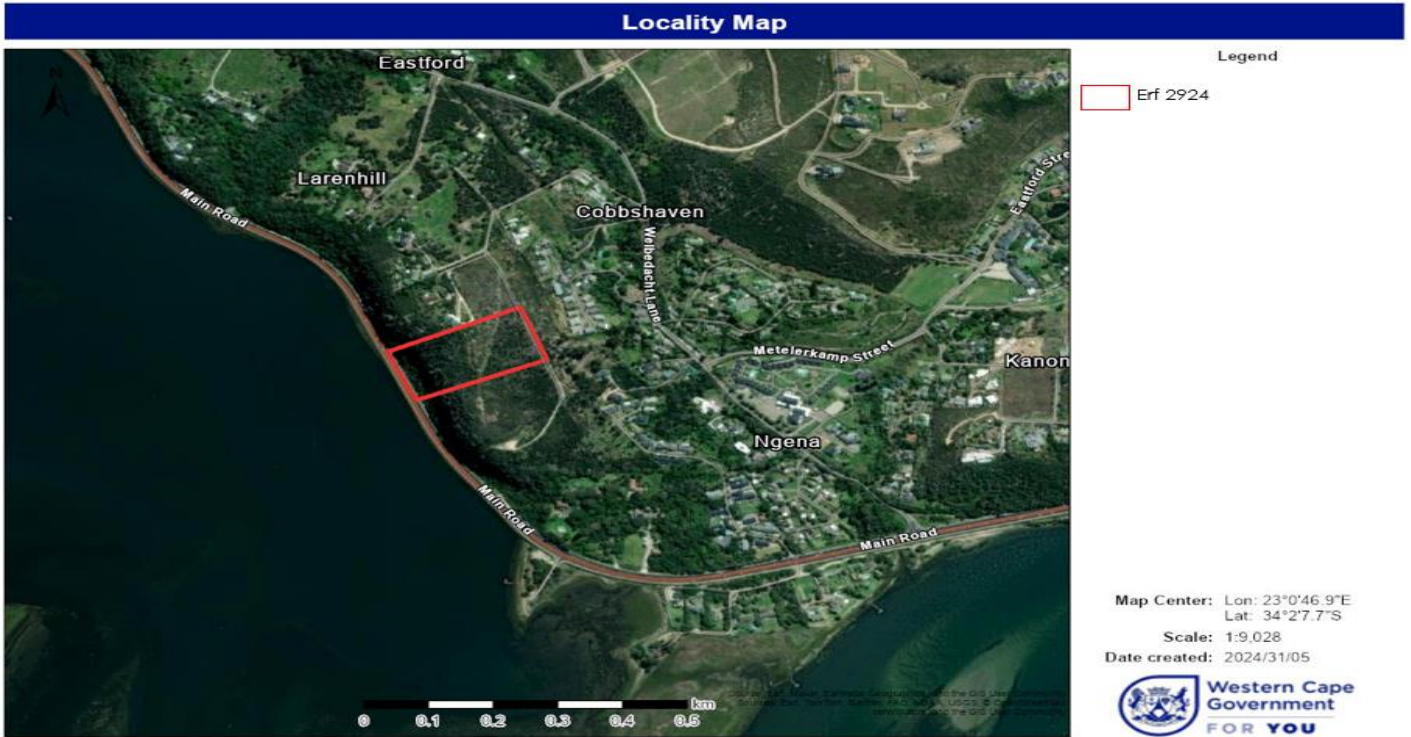 Locality Map
Legend
Erf 2924
N
Eastford
Larenhill
Cobbshaven
Main Road
Eastford Stre
Welbedacht Lane
Metelerkamp Street
Kanon
Ngena
Main Road
Main Road
km
0 0.1 0.2 0.3 0.4 0.5
Map Center: Lon: 23°0'46.9"E
Lat: 34°2'7.7"S
Scale: 1:9,028
Date created: 2024/31/05
Western Cape
Government
FOR YOU